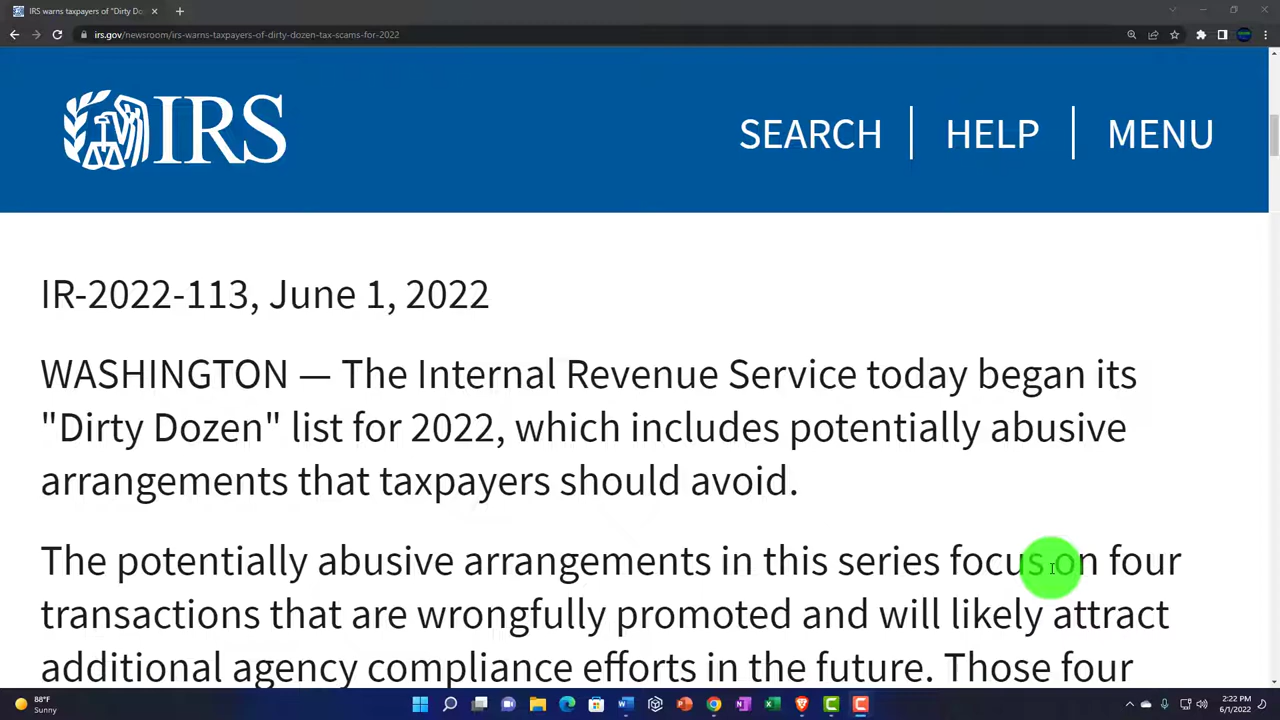 IRS warns taxpayers of "Dirty Do
irs.gov/newsroom/irs-warns-taxpayers-of-dirty-dozen-tax-scams-for-2022
IRS
SEARCH
HELP
MENU
IR-2022-113, June 1, 2022
WASHINGTON — The Internal Revenue Service today began its
"Dirty Dozen" list for 2022, which includes potentially abusive
arrangements that taxpayers should avoid.
The potentially abusive arrangements in this series focus on four
transactions that are wrongfully promoted and will likely attract
additional agency compliance efforts in the future. Those four
88°F
Sunny
2:22 PM
6/1/2022